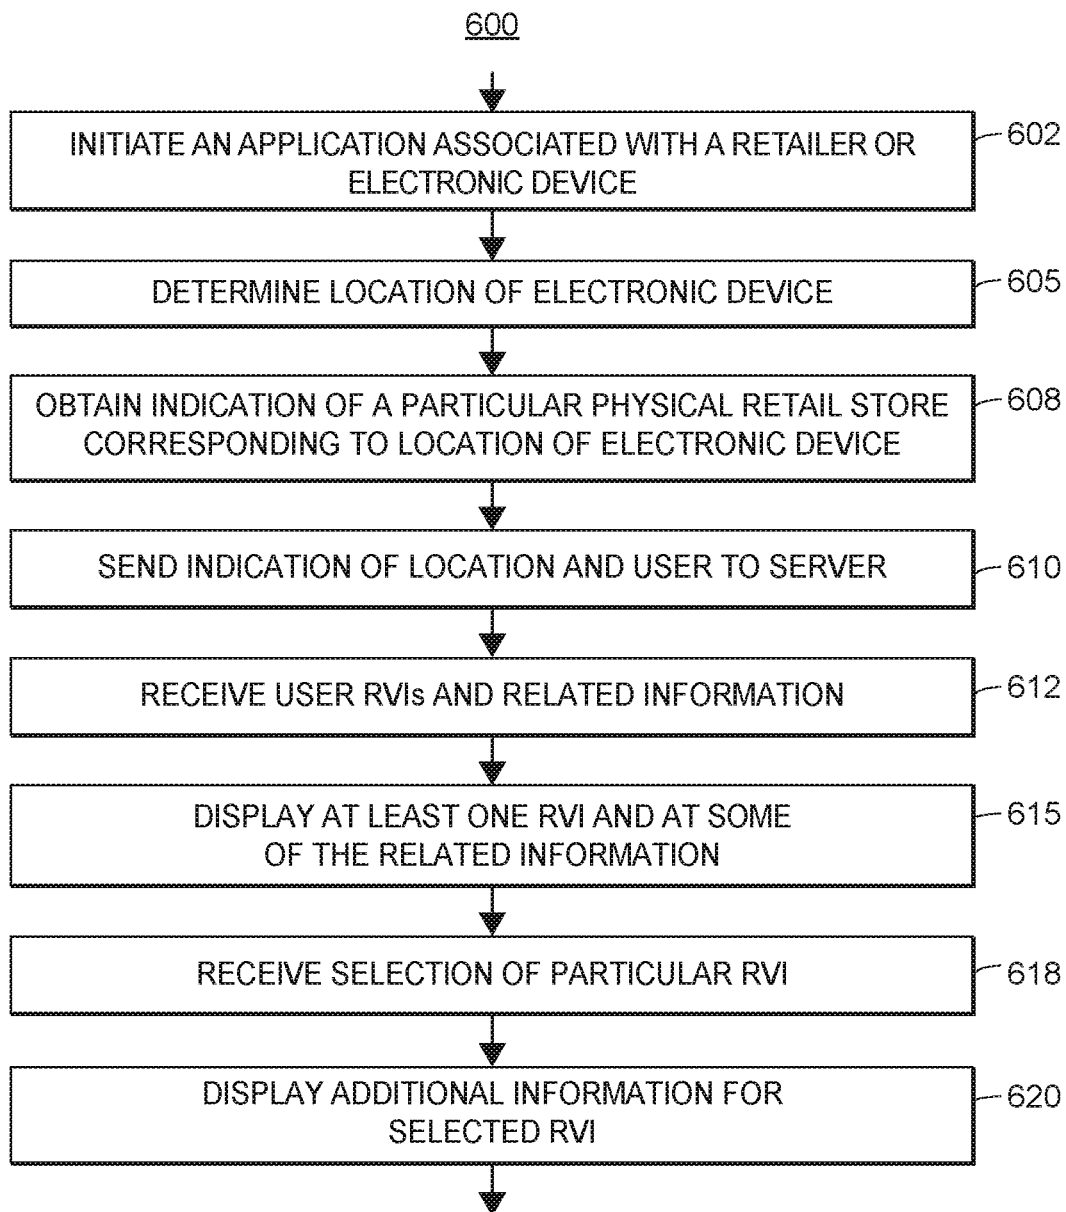 600
INITIATE AN APPLICATION ASSOCIATED WITH A RETAILER OR
ELECTRONIC DEVICE
602
DETERMINE LOCATION OF ELECTRONIC DEVICE
605
OBTAIN INDICATION OF A PARTICULAR PHYSICAL RETAIL STORE
CORRESPONDING TO LOCATION OF ELECTRONIC DEVICE
608
SEND INDICATION OF LOCATION AND USER TO SERVER
610
RECEIVE USER RVIs AND RELATED INFORMATION
612
DISPLAY AT LEAST ONE RVI AND AT SOME
OF THE RELATED INFORMATION
615
RECEIVE SELECTION OF PARTICULAR RVI
618
DISPLAY ADDITIONAL INFORMATION FOR
SELECTED RVI
620